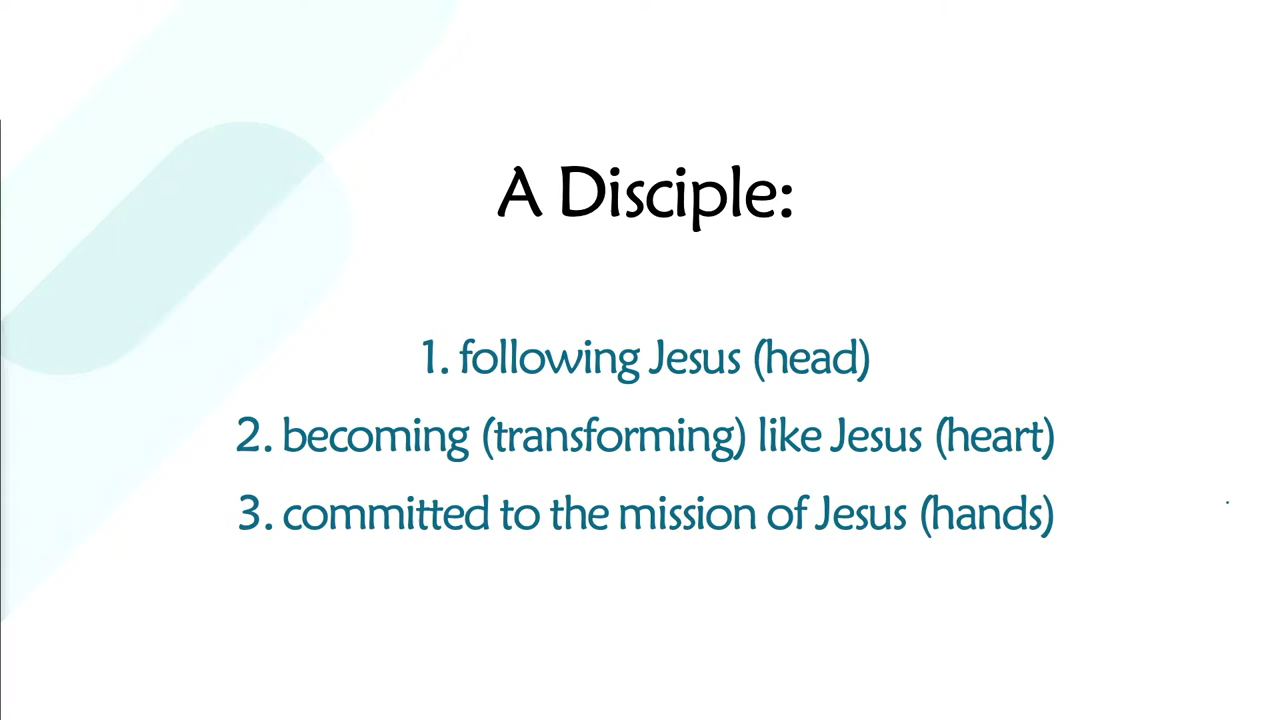 A Disciple:
1. following Jesus (head)
2. becoming (transforming) like Jesus (heart)
3. committed to the mission of Jesus (hands)